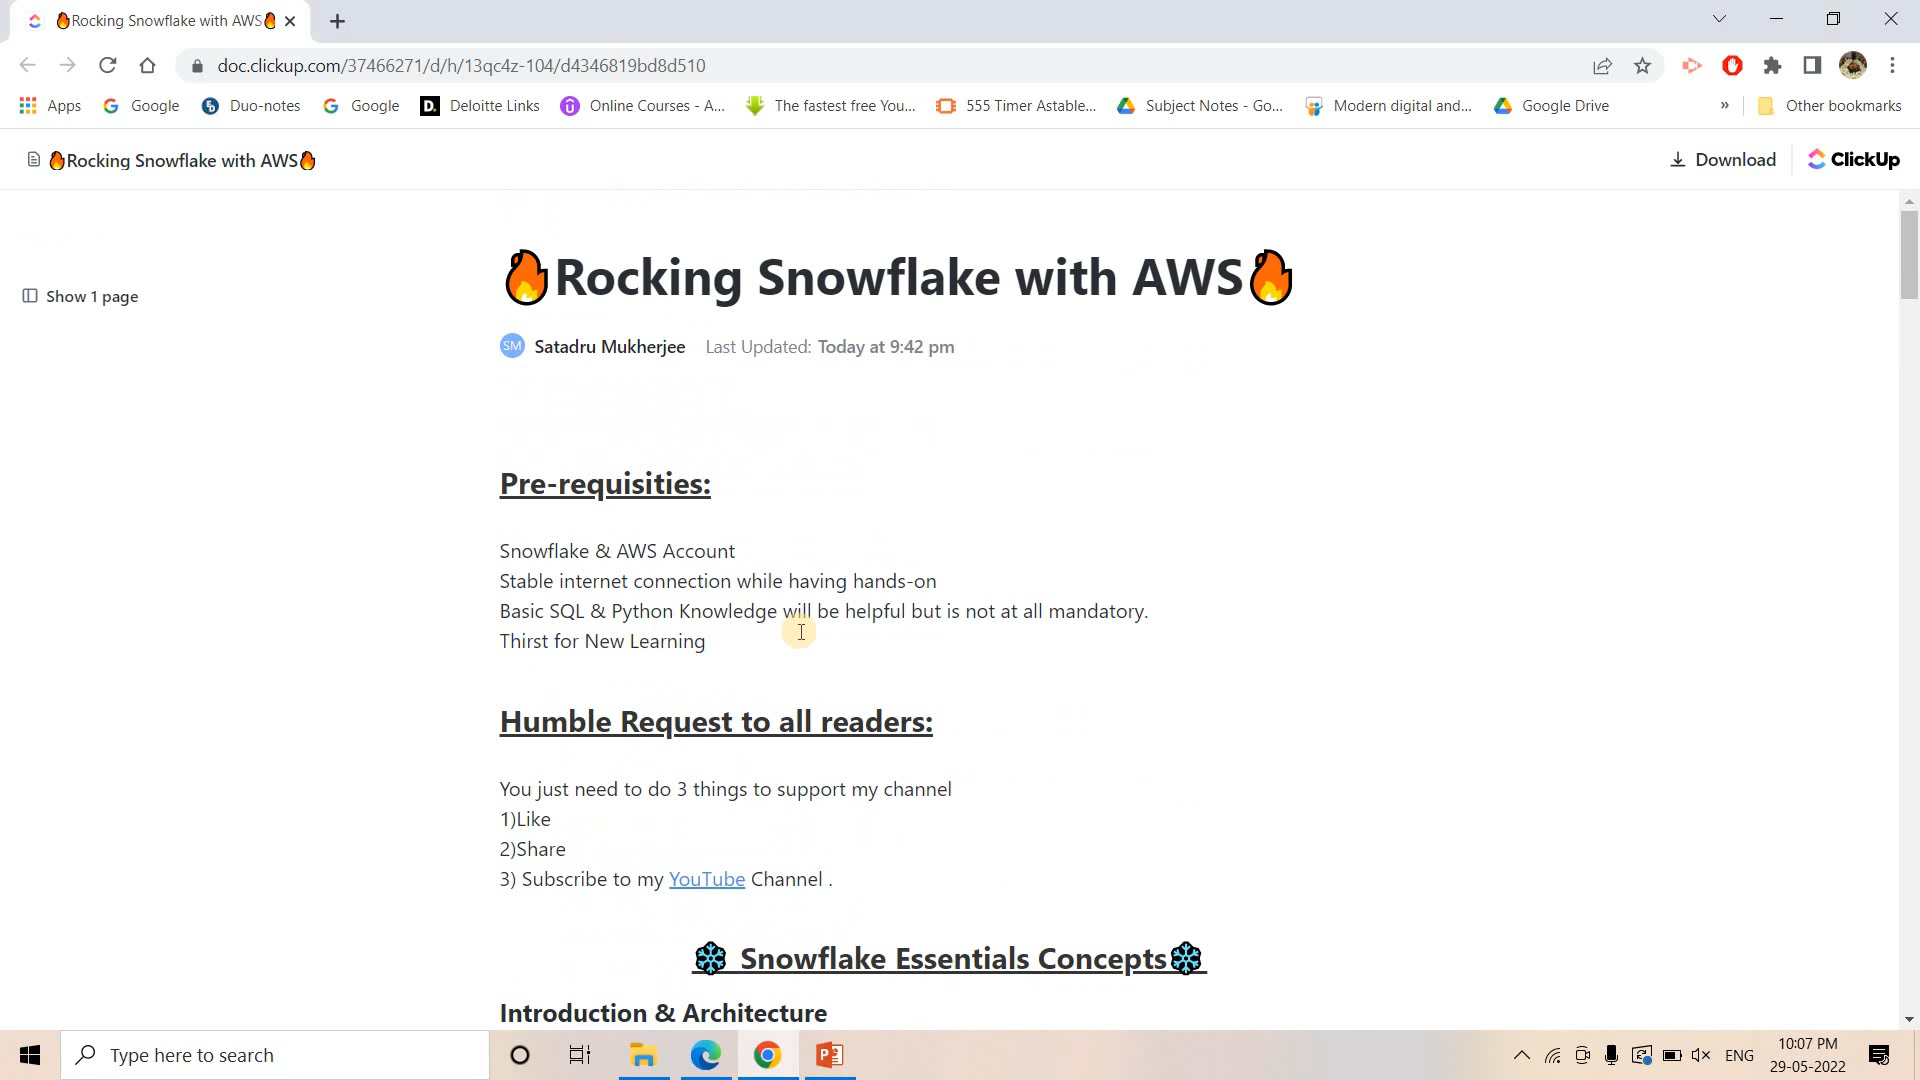 🔥Rocking Snowflake with AWS🔥
doc.clickup.com/37466271/d/h/13qc4z-104/d4346819bd8d510
Apps
Google
Duo-notes
Google
Deloitte Links
Online Courses - A...
The fastest free You...
555 Timer Astable...
Subject Notes - Go...
Modern digital and...
Google Drive
»
Other bookmarks
🔥Rocking Snowflake with AWS🔥
Download
ClickUp
Show 1 page
🔥Rocking Snowflake with AWS🔥
SM Satadru Mukherjee Last Updated: Today at 9:42 pm
Pre-requisities:
Snowflake & AWS Account
Stable internet connection while having hands-on
Basic SQL & Python Knowledge will be helpful but is not at all mandatory.
Thirst for New Learning
Humble Request to all readers:
You just need to do 3 things to support my channel
1)Like
2)Share
3) Subscribe to my YouTube Channel .
❄ Snowflake Essentials Concepts❄
Introduction & Architecture
Type here to search
ENG
10:07 PM
29-05-2022